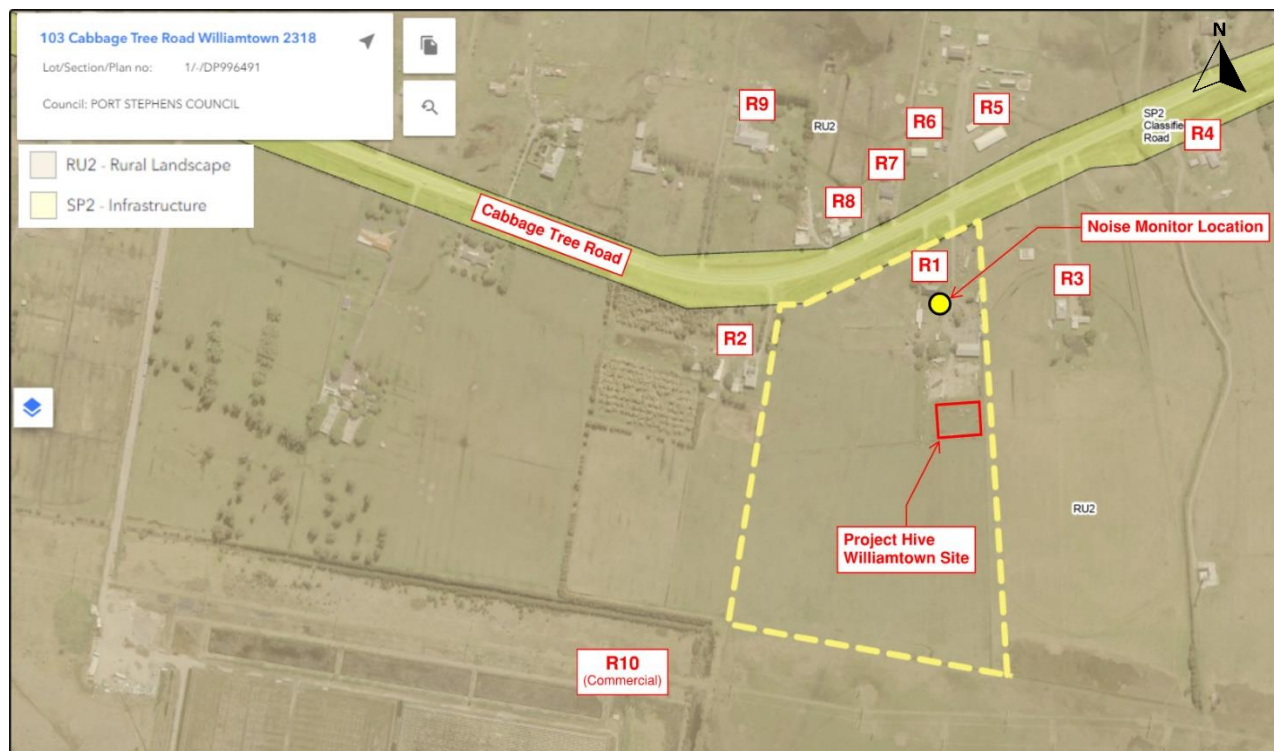 103 Cabbage Tree Road Williamtown 2318
Lot/Section/Plan no: 1/-/DP996491
Council: PORT STEPHENS COUNCIL
RU2 - Rural Landscape
SP2 - Infrastructure
N
R9
RU2
R6
R5
SP2
Classified
Road
R4
R7
R8
Cabbage Tree Road
Noise Monitor Location
R1
R3
R2
Project Hive
Williamtown Site
RU2
R10
(Commercial)